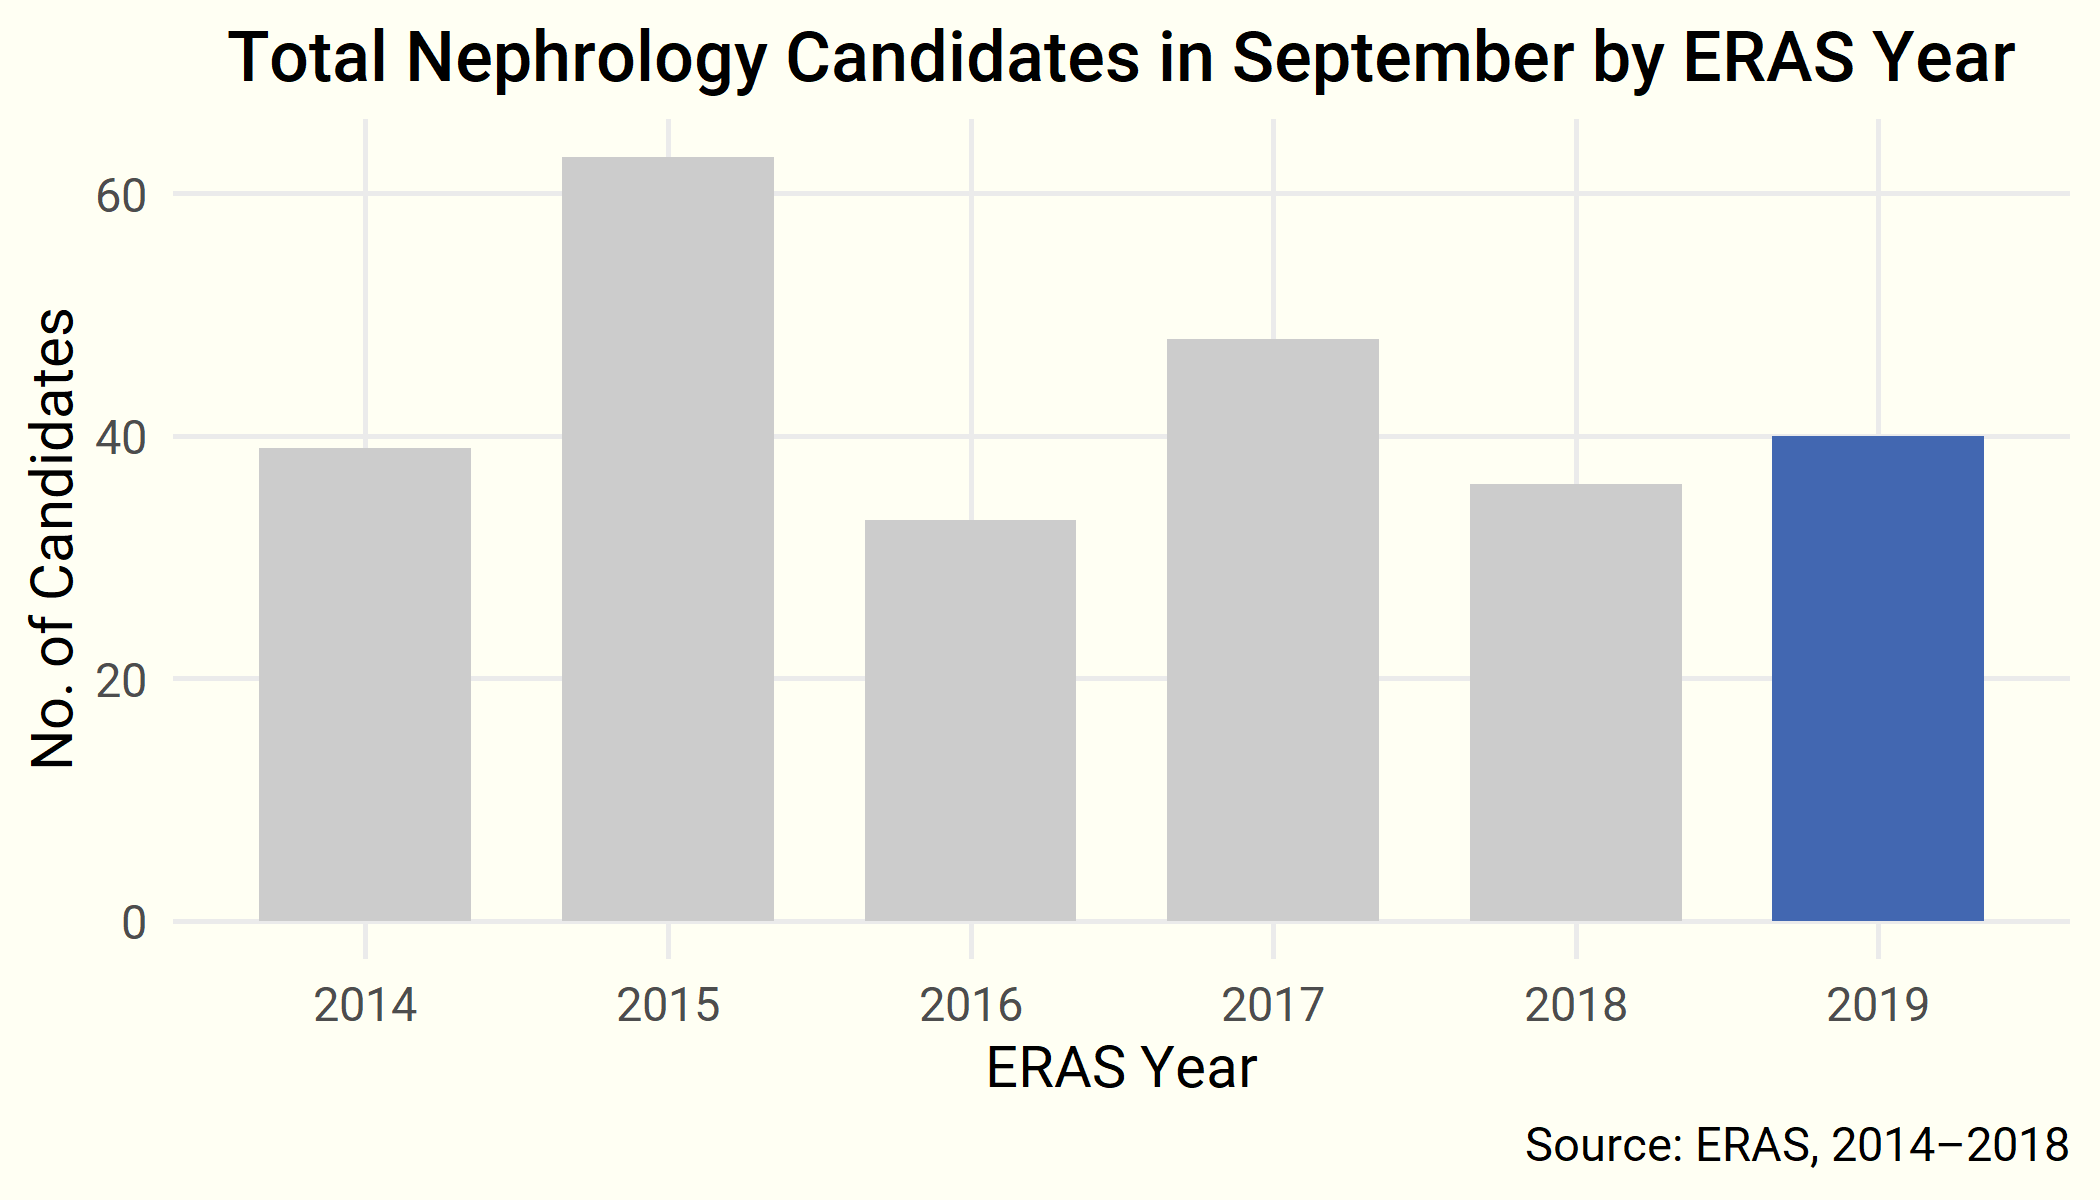 Total Nephrology Candidates in September by ERAS Year
No. of Candidates
60
40
20
0
2014 2015 2016 2017 2018 2019
ERAS Year
Source: ERAS, 2014–2018